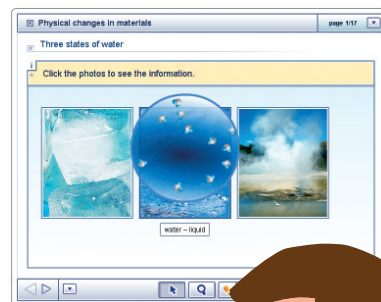 Physical changes in materials
page 1/17
Three states of water
Click the photos to see the information.
water – liquid